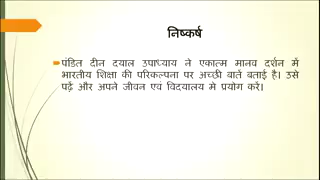 निष्कर्ष
पंडित दीन दयाल उपाध्याय ने एकात्म मानव दर्शन में
भारतीय शिक्षा की परिकल्पना पर अच्छी बातें बताई है। उसे
पढ़ें और अपने जीवन एवं विद्यालय मे प्रयोग करें।